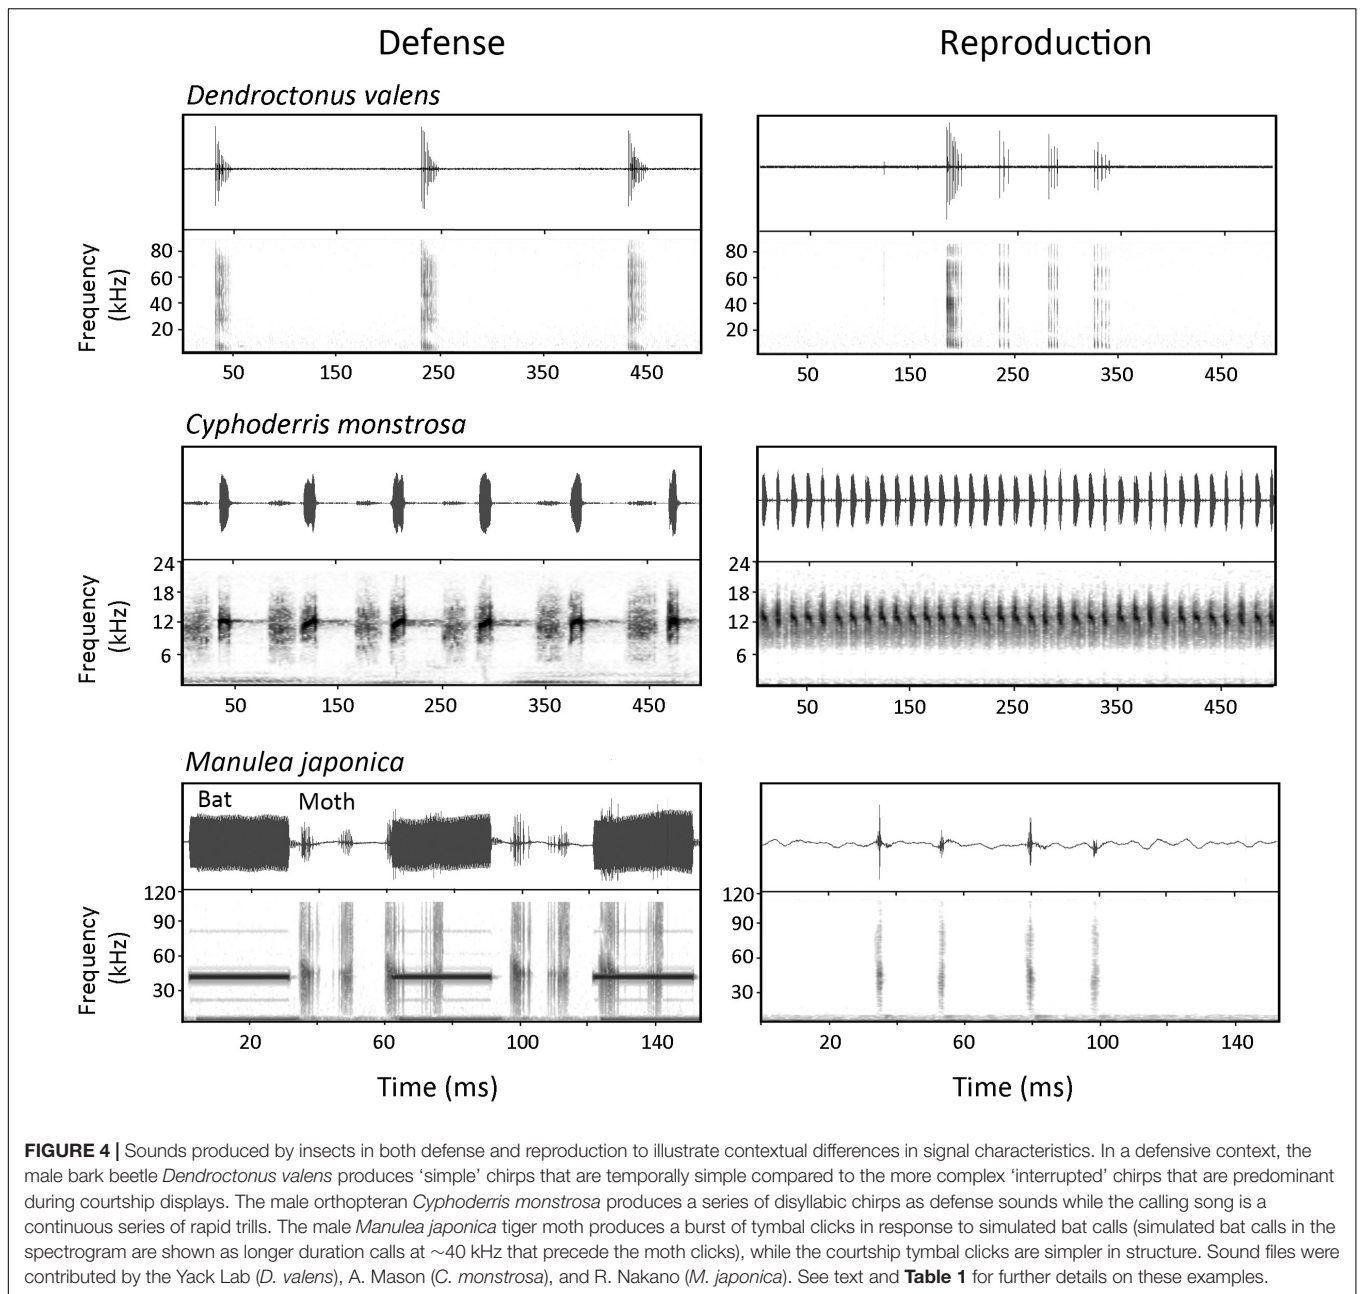 Defense
Reproduction
Dendroctonus valens
Frequency
(kHz)
80
60
40
20
50
150
250
350
450
80
60
40
20
50
150
250
350
450
Cyphoderris monstrosa
Frequency
(kHz)
24
18
12
6
50
150
250
350
450
24
18
12
6
50
150
250
350
450
Manulea japonica
Bat
Moth
Frequency
(kHz)
120
90
60
30
20
60
100
140
Time (ms)
120
90
60
30
20
60
100
140
Time (ms)
FIGURE 4 | Sounds produced by insects in both defense and reproduction to illustrate contextual differences in signal characteristics. In a defensive context, the
male bark beetle Dendroctonus valens produces ‘simple’ chirps that are temporally simple compared to the more complex ‘interrupted’ chirps that are predominant
during courtship displays. The male orthopteran Cyphoderris monstrosa produces a series of disyllabic chirps as defense sounds while the calling song is a
continuous series of rapid trills. The male Manulea japonica tiger moth produces a burst of tymbal clicks in response to simulated bat calls (simulated bat calls in the
spectrogram are shown as longer duration calls at ∼40 kHz that precede the moth clicks), while the courtship tymbal clicks are simpler in structure. Sound files were
contributed by the Yack Lab (D. valens), A. Mason (C. monstrosa), and R. Nakano (M. japonica). See text and Table 1 for further details on these examples.